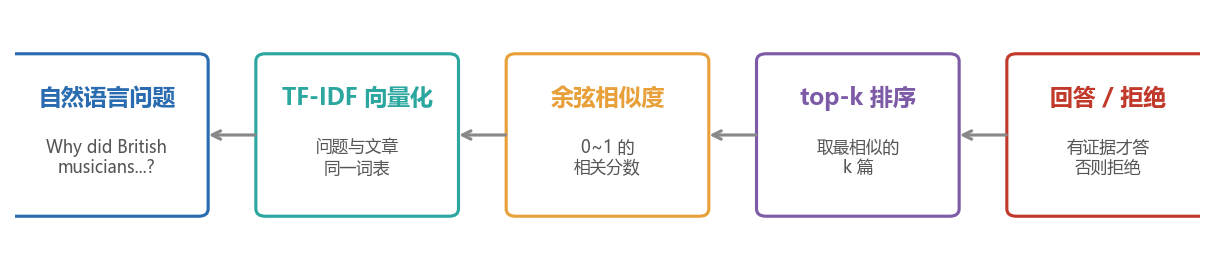 自然语言问题
Why did British
musicians...?
TF-IDF 向量化
问题与文章
同一词表
余弦相似度
0~1 的
相关分数
top-k 排序
取最相似的
k 篇
回答 / 拒绝
有证据才答
否则拒绝